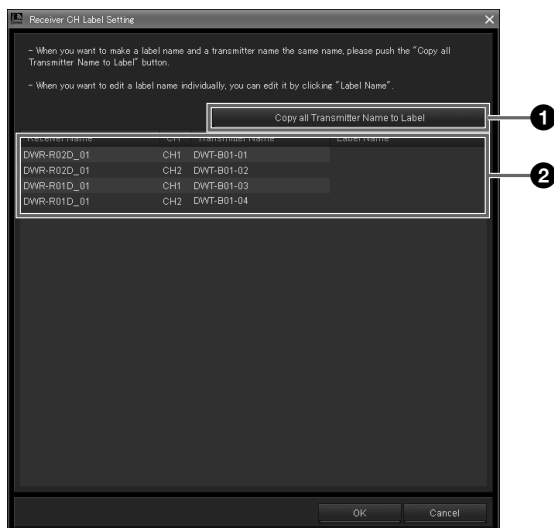 Receiver CH Label Setting
- When you want to make a label name and a transmitter name the same name, please push the "Copy all
Transmitter Name to Label" button.
- When you want to edit a label name individually, you can edit it by clicking "Label Name".
Copy all Transmitter Name to Label
1
Receiver Name CH Transmitter Name Label Name
DWR-R02D_01 CH1 DWT-B01-01
2
DWR-R02D_01 CH2 DWT-B01-02
DWR-R01D_01 CH1 DWT-B01-03
DWR-R01D_01 CH2 DWT-B01-04
OK Cancel